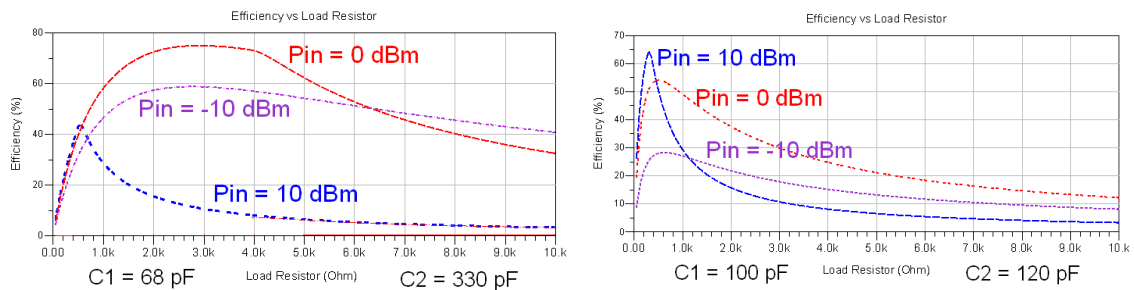 Efficiency vs Load Resistor
80
60
40
20
0
Efficiency (%)
Pin = 0 dBm
Pin = -10 dBm
Pin = 10 dBm
0.0 1.0k 2.0k 3.0k 4.0k 5.0k 6.0k 7.0k 8.0k 9.0k 10.0k
Load Resistor (Ohm)
C1 = 68 pF
C2 = 330 pF
Efficiency vs Load Resistor
70
60
50
40
30
20
10
0
Efficiency (%)
Pin = 10 dBm
Pin = 0 dBm
Pin = -10 dBm
0.00 1.0k 2.0k 3.0k 4.0k 5.0k 6.0k 7.0k 8.0k 9.0k 10.k
Load Resistor (Ohm)
C1 = 100 pF
C2 = 120 pF